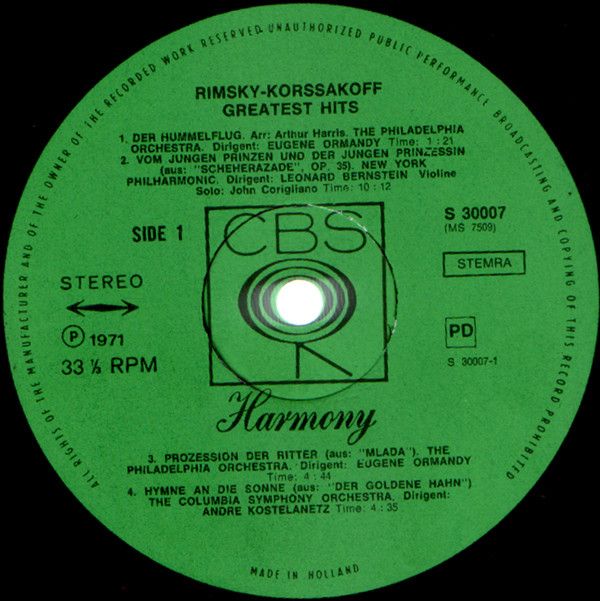 ALL RIGHTS OF THE MANUFACTURER AND OF THE OWNER OF THE RECORDED WORK RESERVED. UNAUTHORIZED PUBLIC PERFORMANCE BROADCASTING AND COPYING OF THIS RECORD PROHIBITED
RIMSKY-KORSSAKOFF
GREATEST HITS
1. DER HUMMELFLUG. Arr: Arthur Harris. THE PHILADELPHIA
ORCHESTRA. Dirigent: EUGENE ORMANDY Time: 1:21
2. VOM JUNGEN PRINZEN UND DER JUNGEN PRINZESSIN
(aus: "SCHEHERAZADE", OP. 35). NEW YORK
PHILHARMONIC. Dirigent: LEONARD BERNSTEIN Violine
Solo: John Corigliano Time: 10:12
SIDE 1
CBS
S 30007
(MS 7509)
STEMRA
STEREO
℗ 1971
33 ⅓ RPM
PD
S 30007-1
Harmony
3. PROZESSION DER RITTER (aus: "MLADA"). THE
PHILADELPHIA ORCHESTRA. Dirigent: EUGENE ORMANDY
Time: 4:44
4. HYMNE AN DIE SONNE (aus: "DER GOLDENE HAHN")
THE COLUMBIA SYMPHONY ORCHESTRA. Dirigent:
ANDRE KOSTELANETZ Time: 4:35
MADE IN HOLLAND